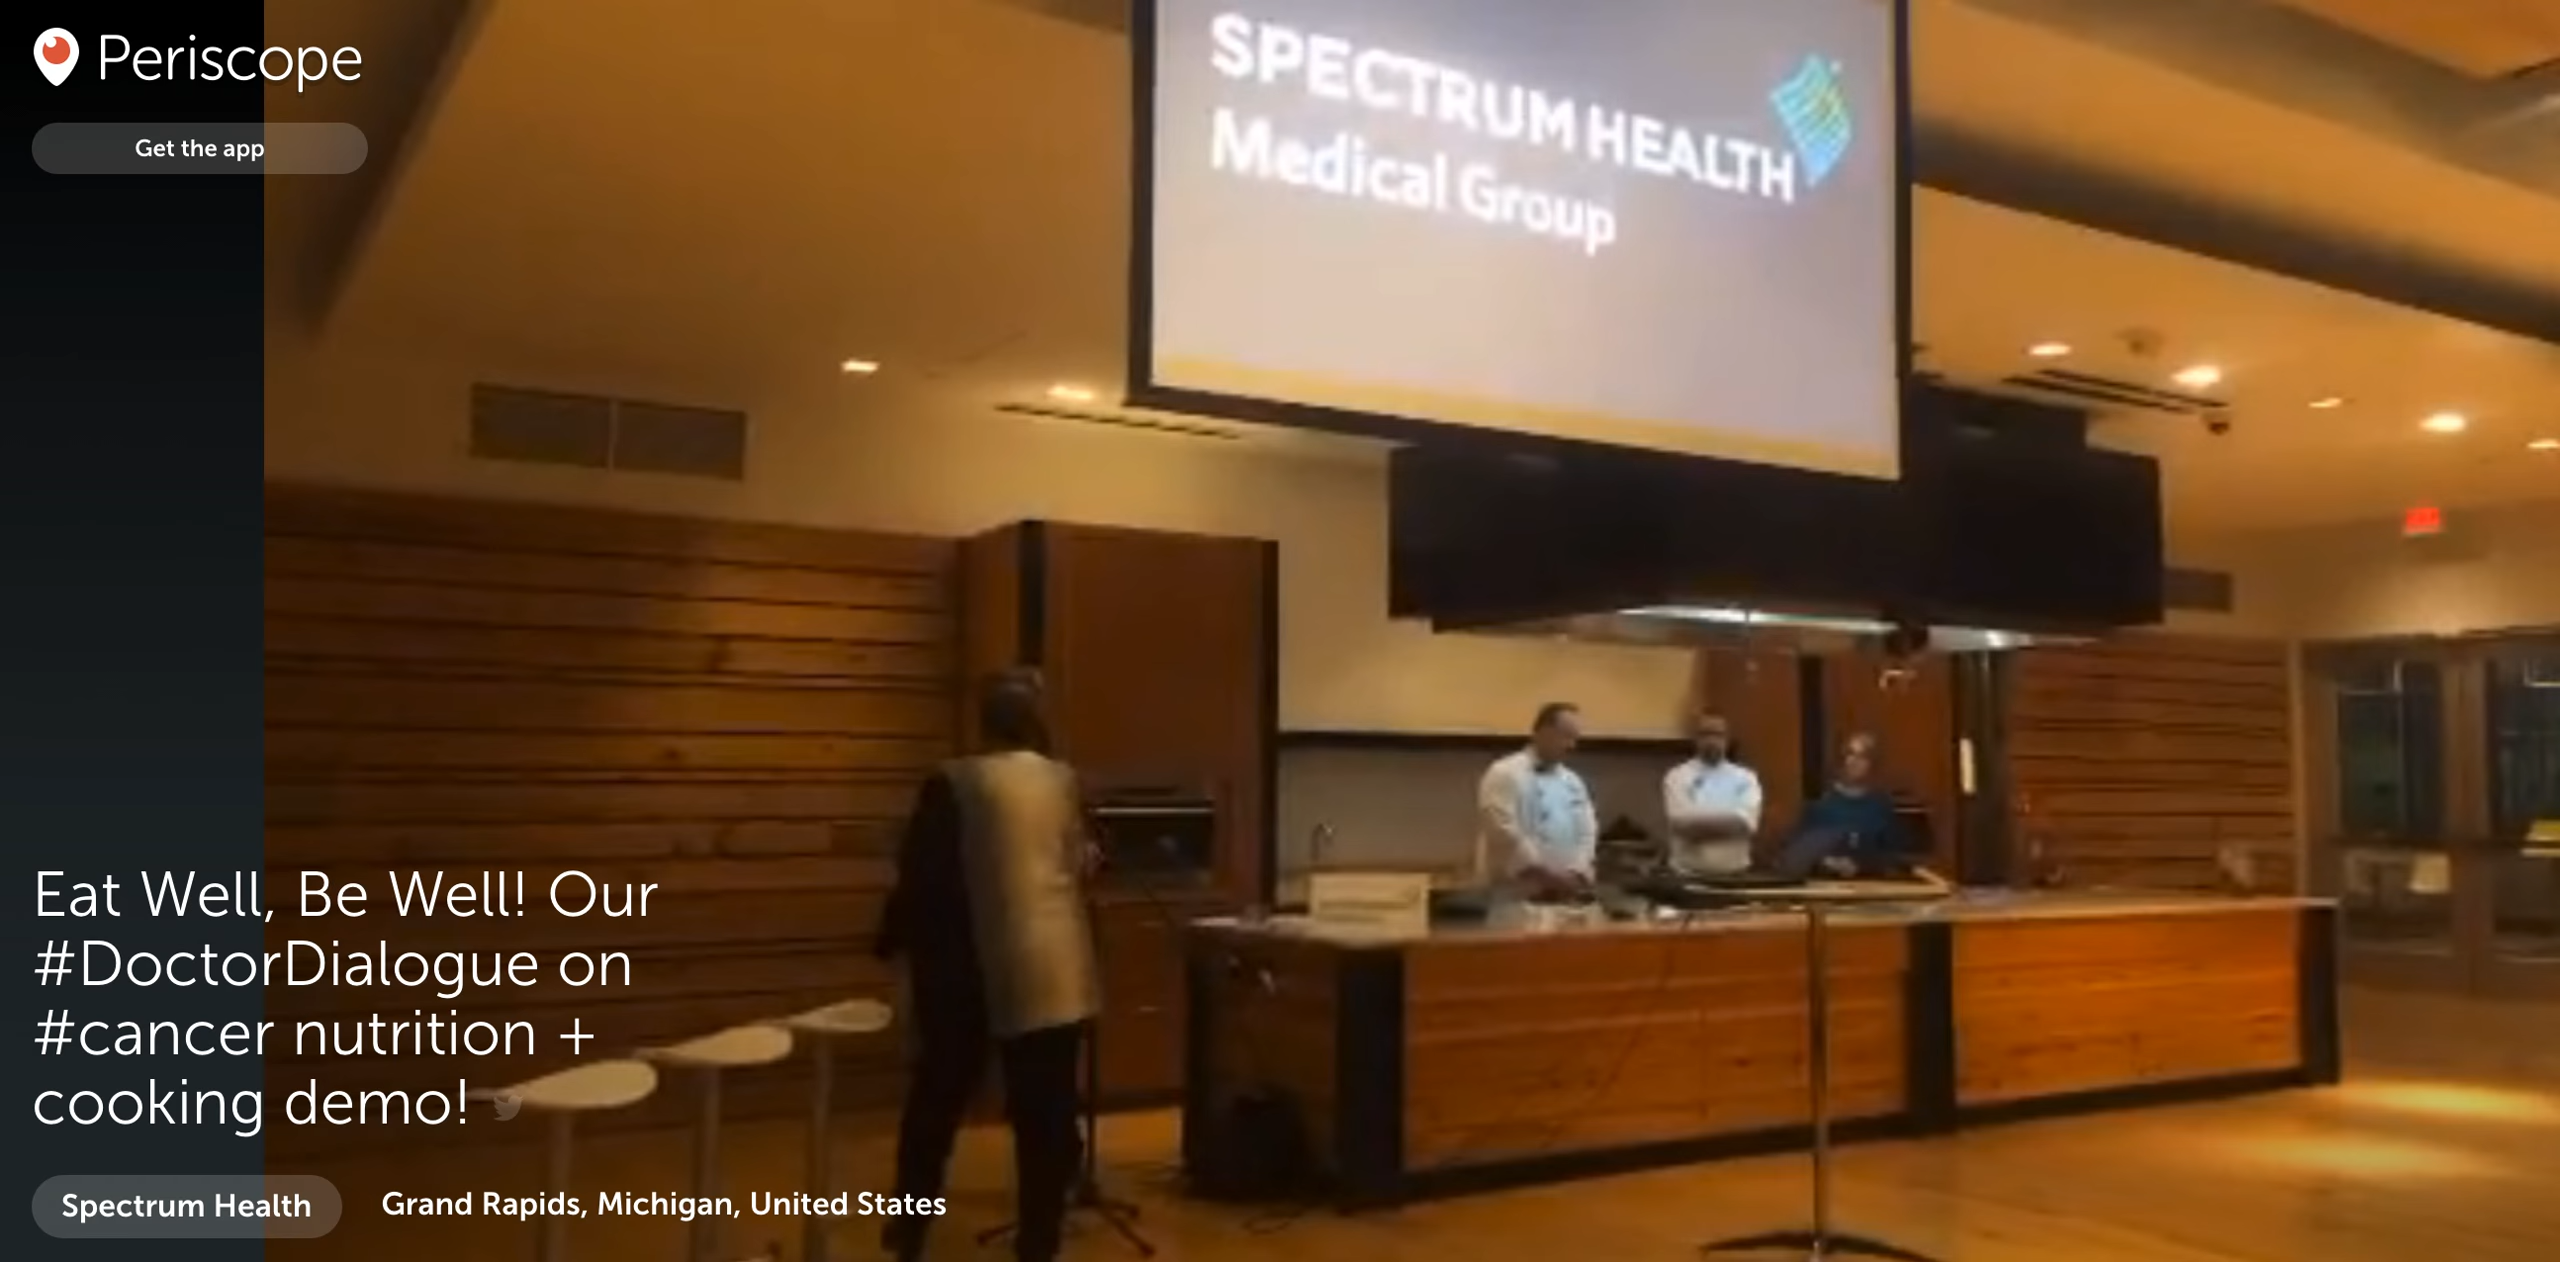 Periscope
Get the app
SPECTRUM HEALTH
Medical Group
Eat Well, Be Well! Our
#DoctorDialogue on
#cancer nutrition +
cooking demo!
Spectrum Health
Grand Rapids, Michigan, United States